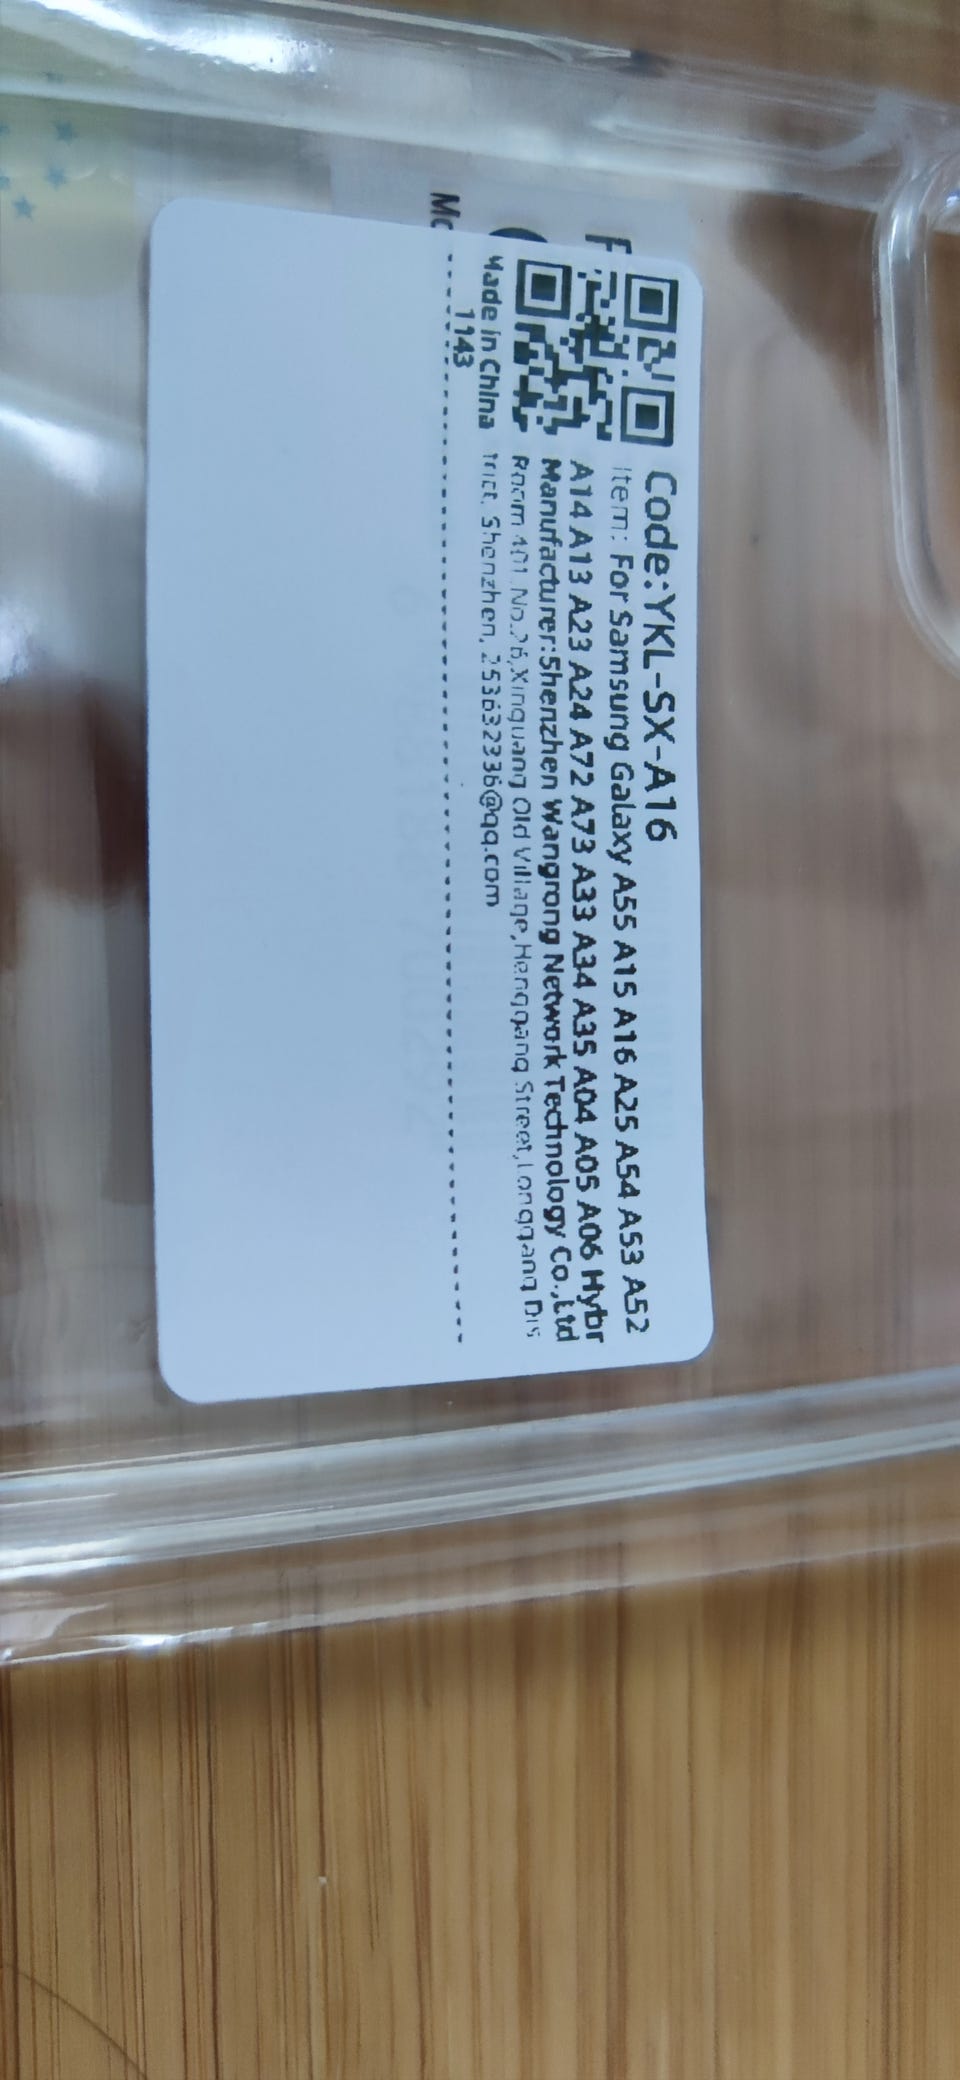 Code:YKL-SX-A16
Item: For Samsung Galaxy A55 A15 A16 A25 A54 A53 A52
A14 A13 A23 A24 A72 A73 A33 A34 A35 A04 A05 A06 Hybr
Manufacturer:Shenzhen Wangrong Network Technology Co.,Ltd
Room 401,No.26,Xinguang Old Village,Henggang Street,Longgang Dis
trict, Shenzhen, 253632336@qq.com
Made in China
1143